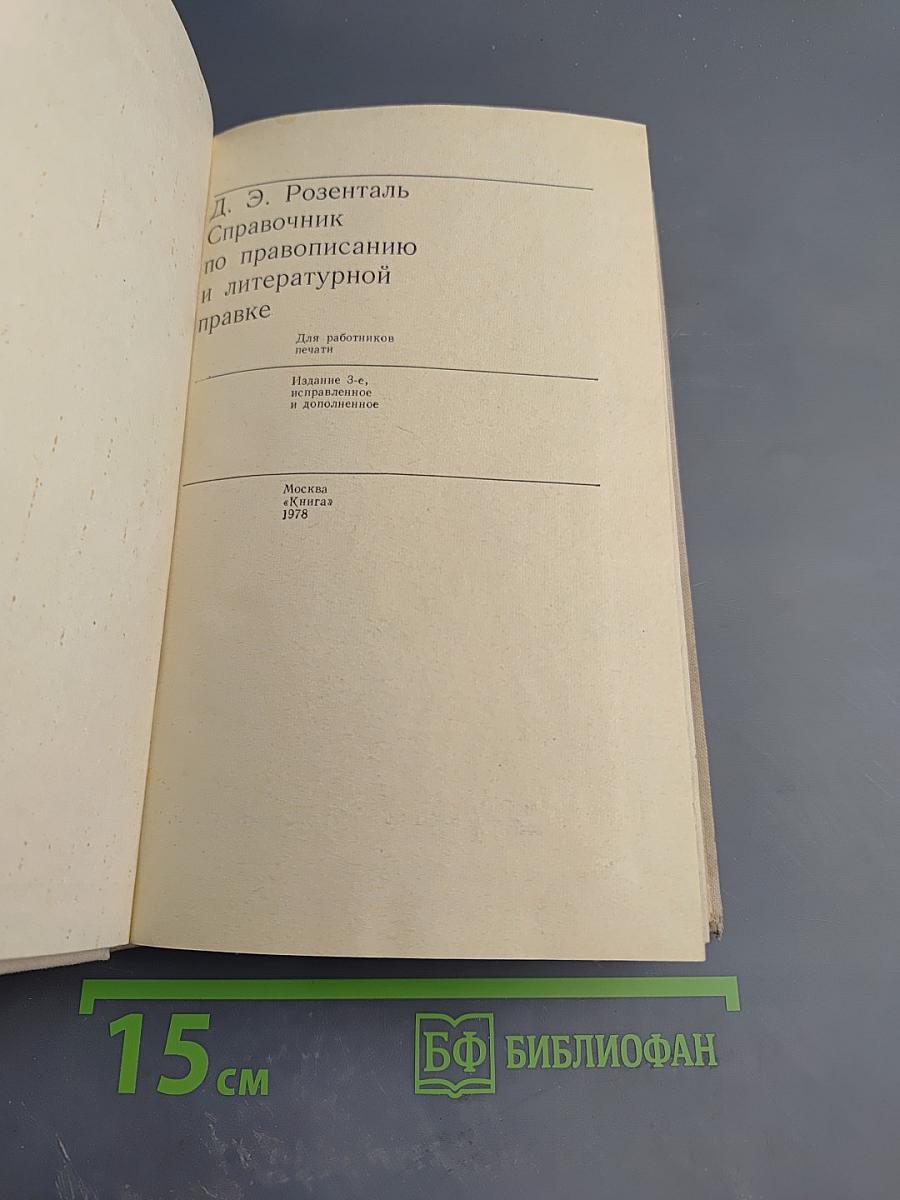 Д. Э. Розенталь
Справочник
по правописанию
и литературной
правке
Для работников
печати
Издание 3-е,
исправленное
и дополненное
Москва
«Книга»
1978
15 см
БФ БИБЛИОФАН